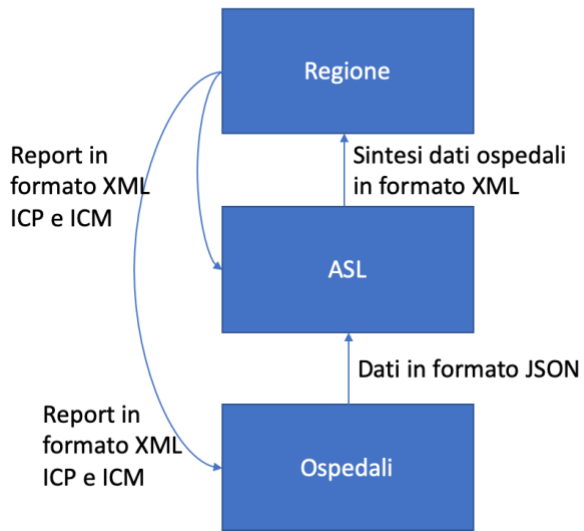 Regione
Report in
formato XML
ICP e ICM
Sintesi dati ospedali
in formato XML
ASL
Dati in formato JSON
Report in
formato XML
ICP e ICM
Ospedali